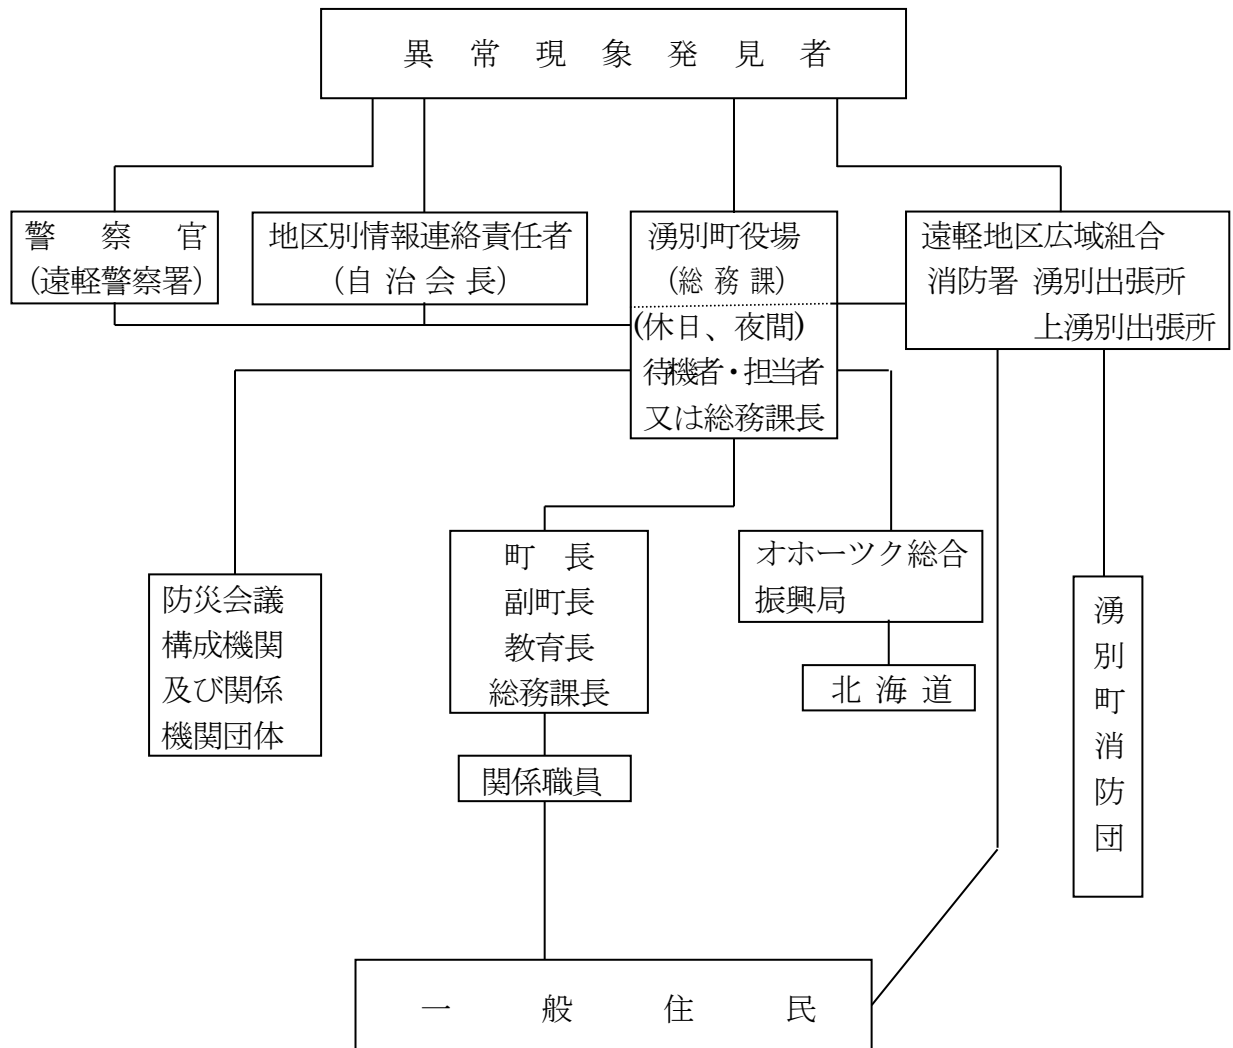 異常現象発見者
警察官
(遠軽警察署)
地区別情報連絡責任者
(自治会長)
湧別町役場
(総務課)
(休日、夜間)
待機者・担当者
又は総務課長
遠軽地区広域組合
消防署 湧別出張所
上湧別出張所
防災会議
構成機関
及び関係
機関団体
町長
副町長
教育長
総務課長
関係職員
オホーツク総合
振興局
北海道
湧別町消防団
一般住民